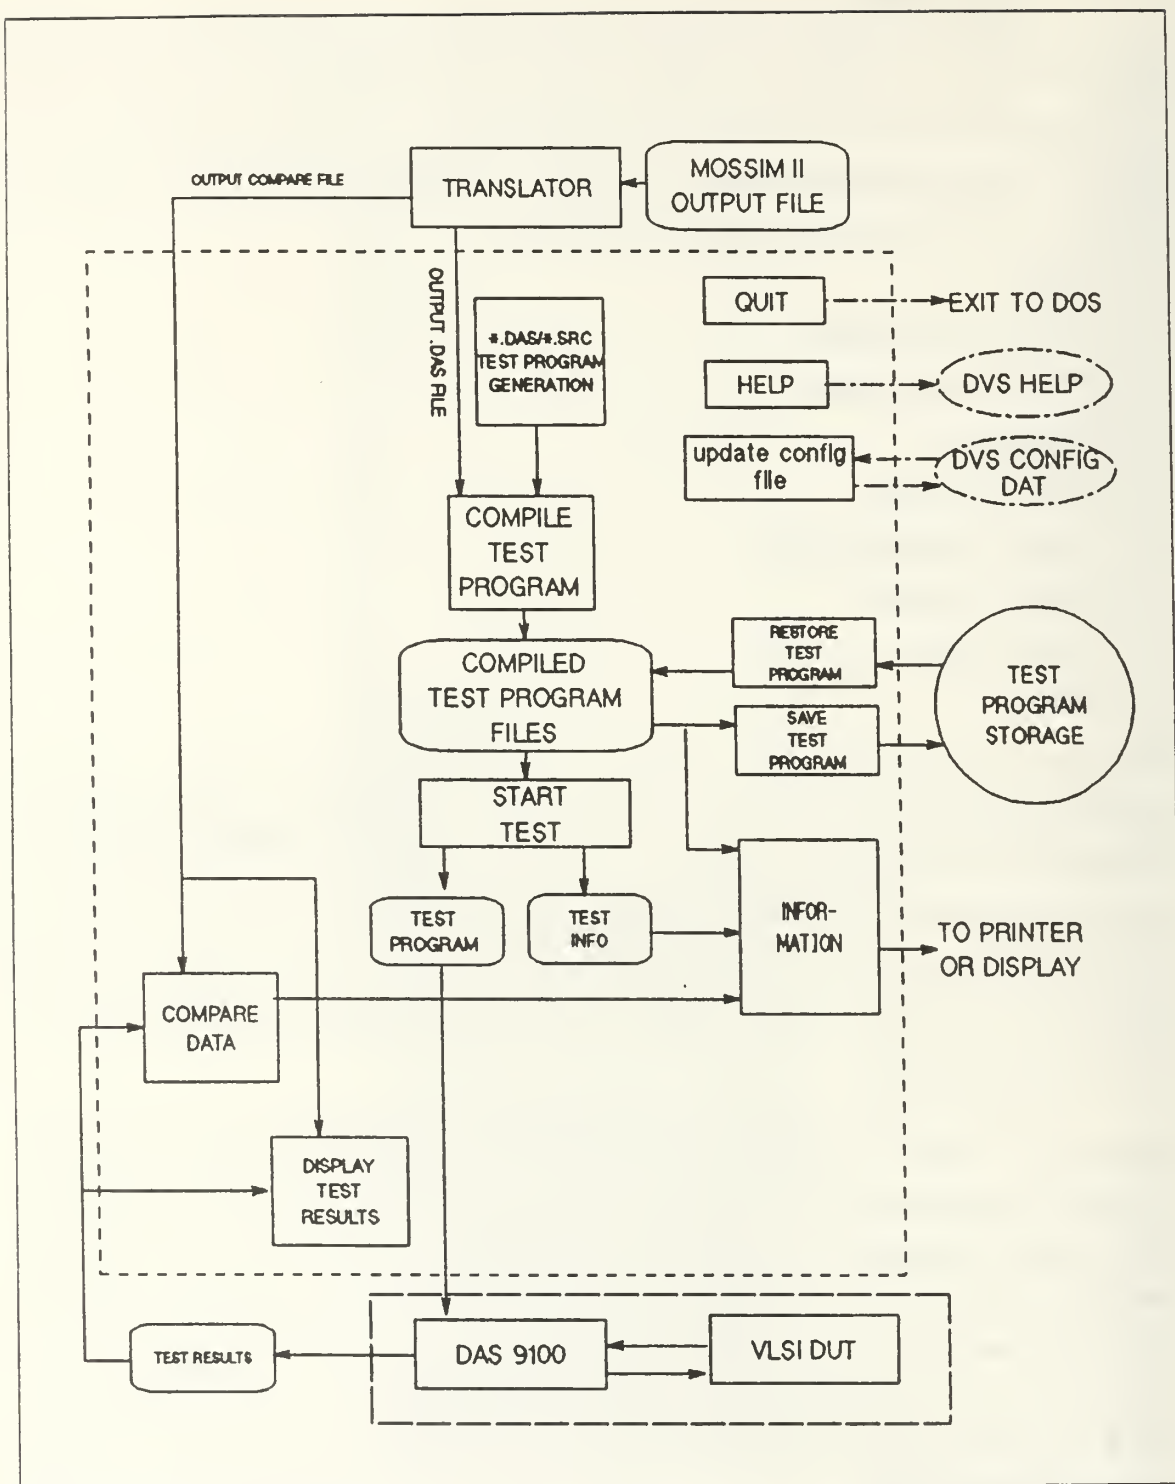 OUTPUT COMPARE FILE
TRANSLATOR
MOSSIM II
OUTPUT FILE
OUTPUT .DAS FILE
*.DAS/*.SRC
TEST PROGRAM
GENERATION
QUIT
EXIT TO DOS
HELP
DVS HELP
update config
file
DVS CONFIG
DAT
COMPILE
TEST
PROGRAM
COMPILED
TEST PROGRAM
FILES
RESTORE
TEST
PROGRAM
SAVE
TEST
PROGRAM
TEST
PROGRAM
STORAGE
START
TEST
TEST
PROGRAM
TEST
INFO
INFOR-
MATION
TO PRINTER
OR DISPLAY
COMPARE
DATA
DISPLAY
TEST
RESULTS
TEST RESULTS
DAS 9100
VLSI DUT